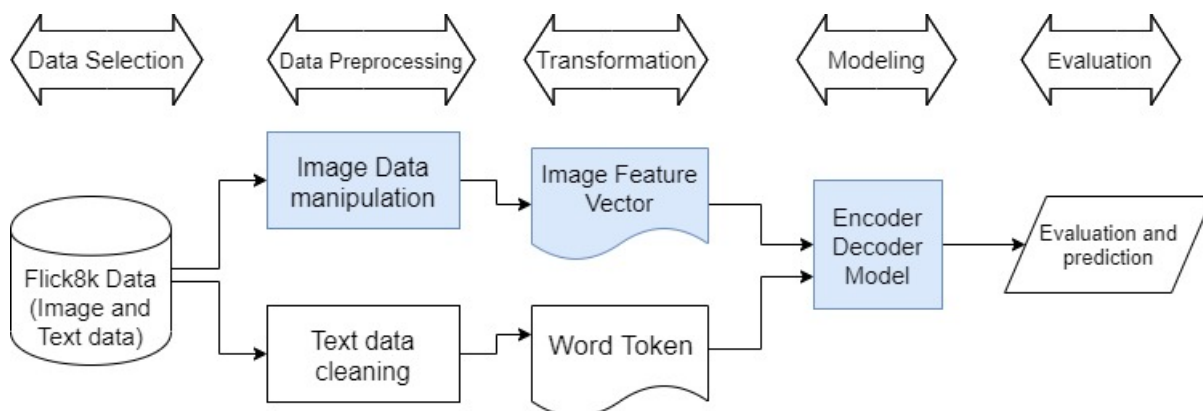 Data Selection
Data Preprocessing
Transformation
Modeling
Evaluation
Flick8k Data
(Image and
Text data)
Image Data
manipulation
Image Feature
Vector
Text data
cleaning
Word Token
Encoder
Decoder
Model
Evaluation and
prediction